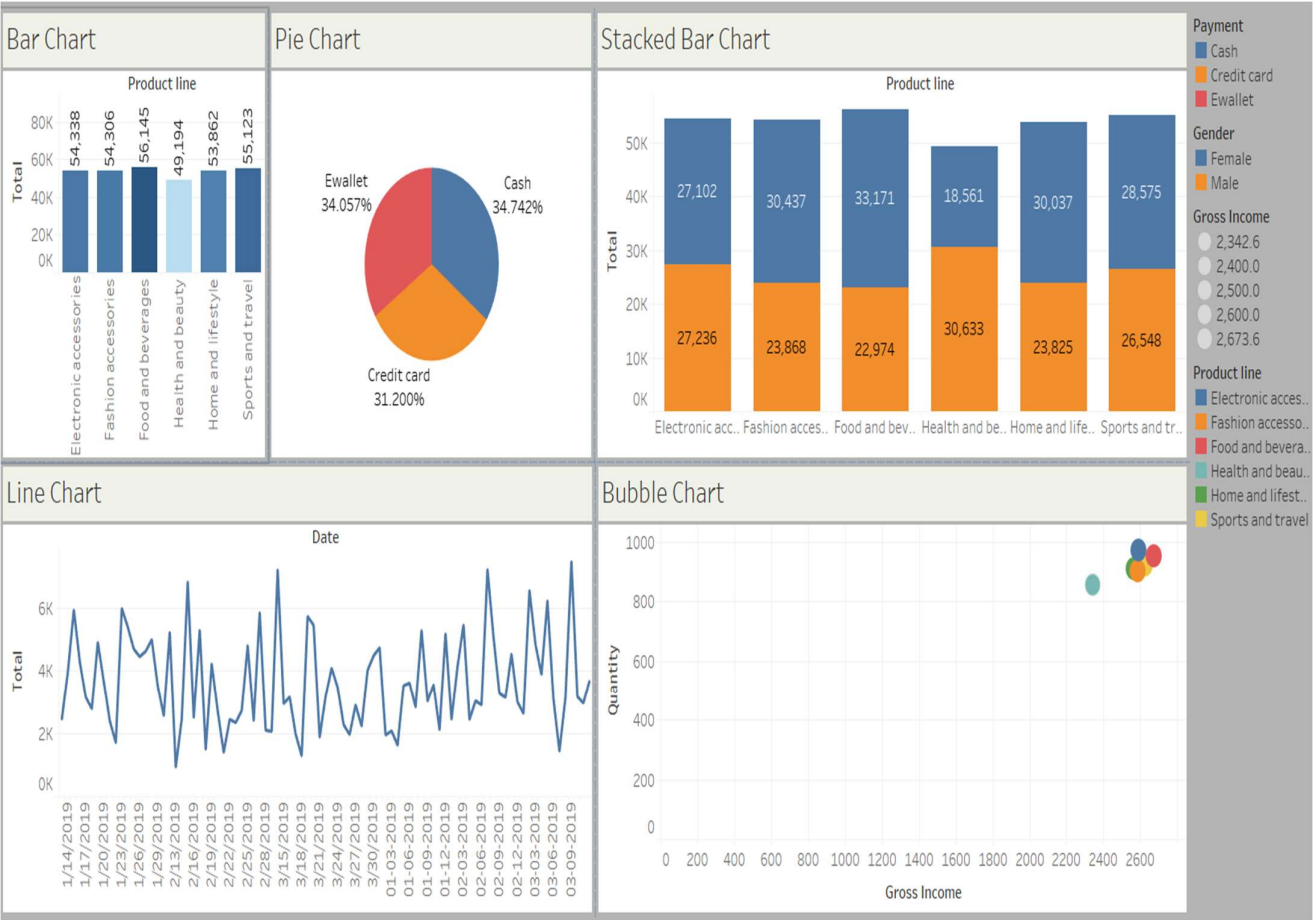 Bar Chart
Product line
Total
80K
60K
40K
20K
0K
54,338
54,306
56,145
49,194
53,862
55,123
Electronic accessories
Fashion accessories
Food and beverages
Health and beauty
Home and lifestyle
Sports and travel
Pie Chart
Ewallet
34.057%
Cash
34.742%
Credit card
31.200%
Stacked Bar Chart
Product line
Total
50K
40K
30K
20K
10K
0K
27,102
30,437
33,171
18,561
30,037
28,575
27,236
23,868
22,974
30,633
23,825
26,548
Electronic acc..
Fashion acces..
Food and bev..
Health and be..
Home and life..
Sports and tr..
Payment
Cash
Credit card
Ewallet
Gender
Female
Male
Gross Income
2,342.6
2,400.0
2,500.0
2,600.0
2,673.6
Product line
Electronic acces..
Fashion accesso..
Food and bevera..
Health and beau..
Home and lifest..
Sports and travel
Line Chart
Date
Total
6K
4K
2K
0K
1/14/2019
1/17/2019
1/20/2019
1/23/2019
1/26/2019
1/29/2019
2/13/2019
2/16/2019
2/19/2019
2/22/2019
2/25/2019
2/28/2019
3/15/2019
3/18/2019
3/21/2019
3/24/2019
3/27/2019
3/30/2019
01-03-2019
01-06-2019
01-09-2019
01-12-2019
02-03-2019
02-06-2019
02-09-2019
02-12-2019
03-03-2019
03-06-2019
03-09-2019
Bubble Chart
Quantity
1000
800
600
400
200
0
0 200 400 600 800 1000 1200 1400 1600 1800 2000 2200 2400 2600
Gross Income